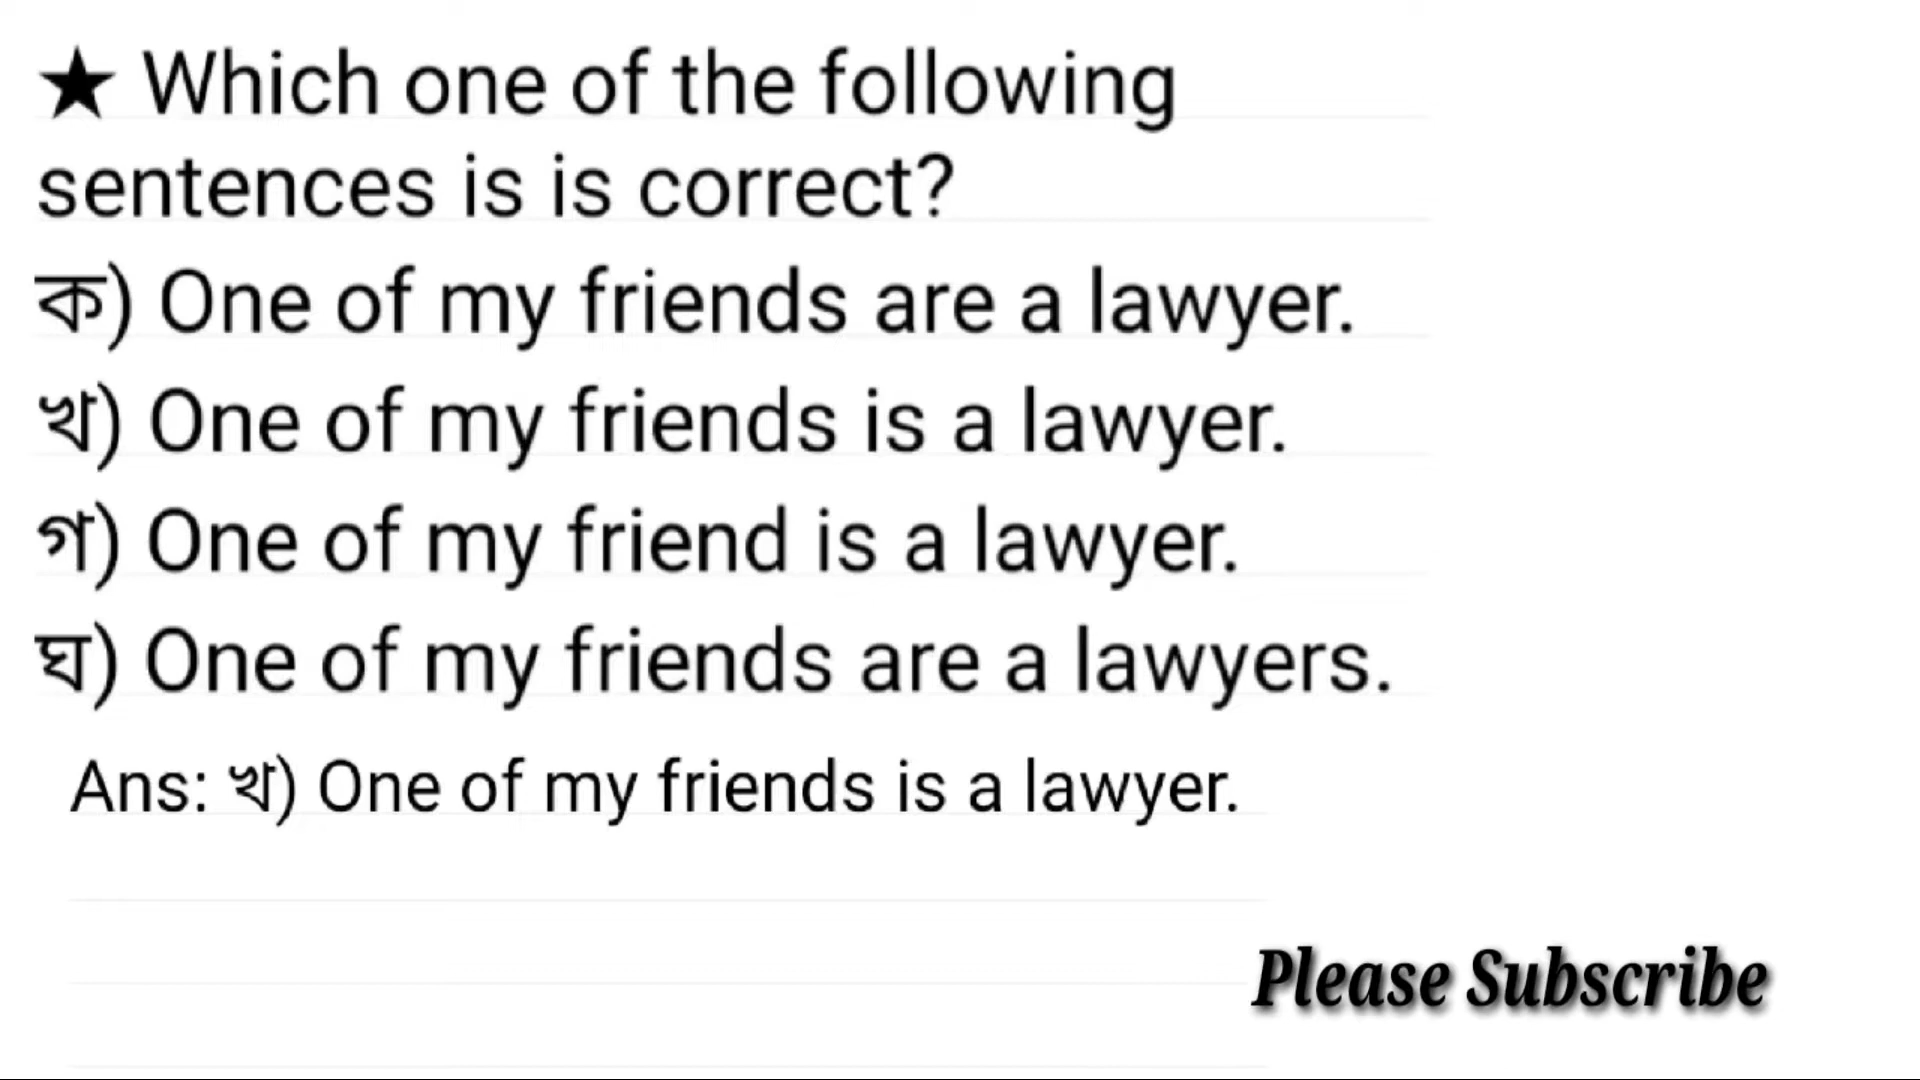 ★ Which one of the following
sentences is is correct?
ক) One of my friends are a lawyer.
খ) One of my friends is a lawyer.
গ) One of my friend is a lawyer.
ঘ) One of my friends are a lawyers.
Ans: খ) One of my friends is a lawyer.
Please Subscribe